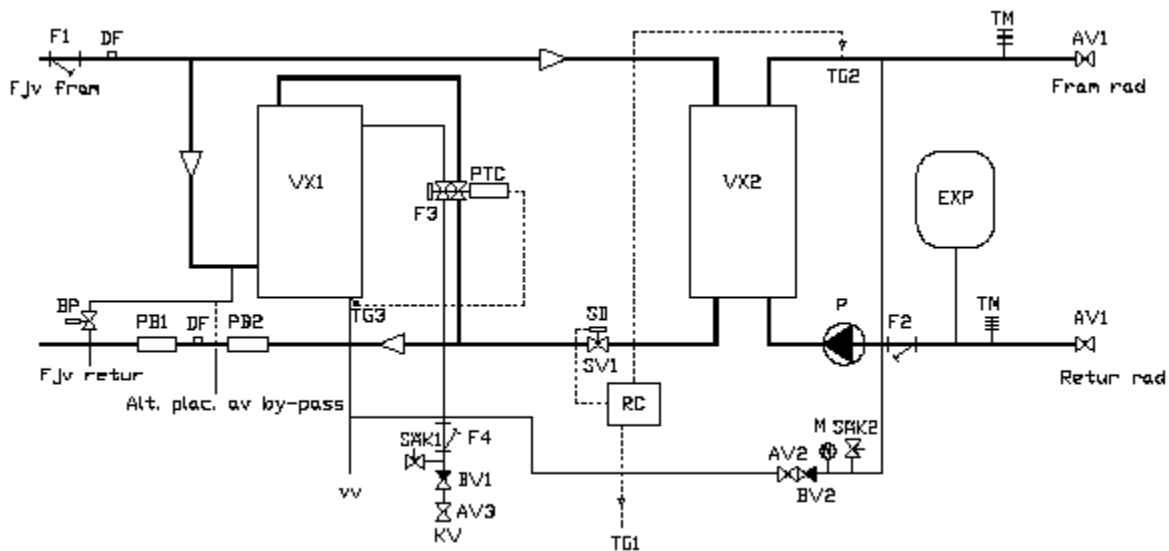 F1
DF
TM
AV1
Fjv fram
TG2
Fram rad
VX1
PTC
VX2
F3
EXP
BP
PB1
DF
PB2
TG3
SD
P
F2
TM
AV1
Fjv retur
SV1
Retur rad
Alt. plac. av by-pass
RC
SÄK1
F4
M
SÄK2
AV2
BV1
BV2
VV
AV3
KV
TG1